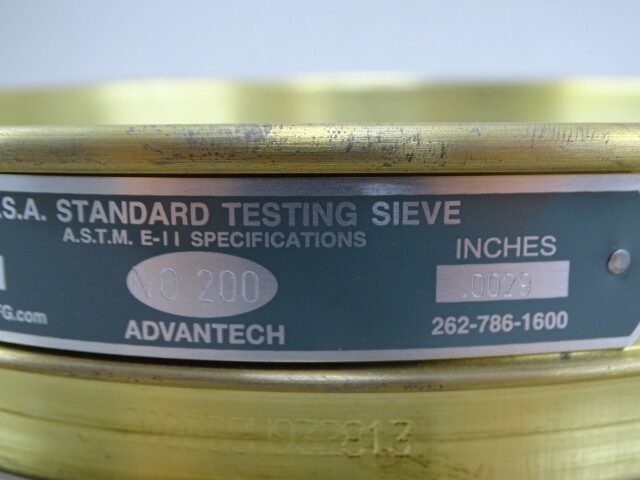 .S.A. STANDARD TESTING SIEVE
A.S.T.M. E-11 SPECIFICATIONS
INCHES
NO 200
.0029
FG.com
ADVANTECH
262-786-1600